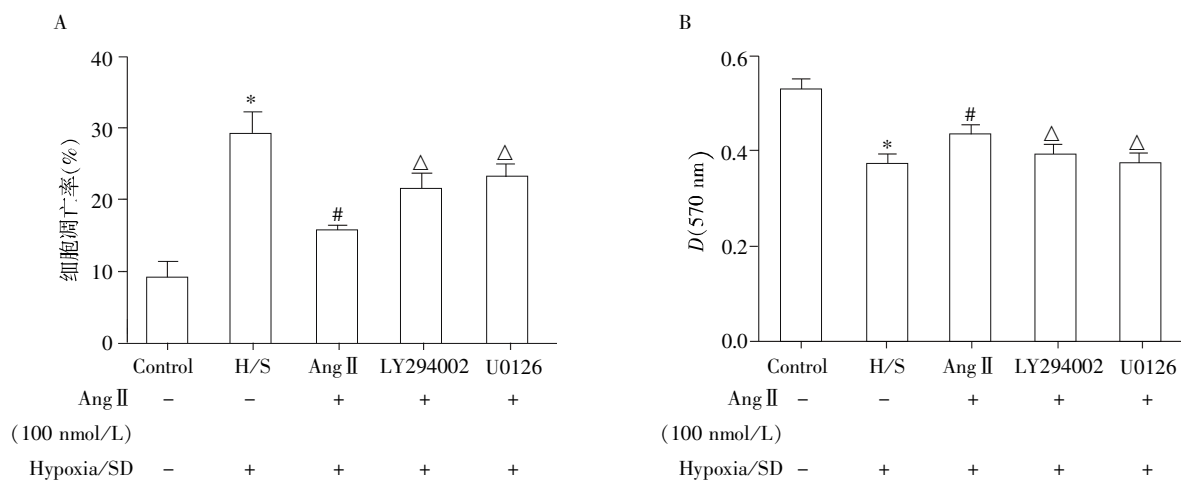 A
细胞凋亡率(%)
40
30
20
10
0
*
#
△
△
Control H/S Ang Ⅱ LY294002 U0126
Ang Ⅱ − − + + +
(100 nmol/L)
Hypoxia/SD − + + + +
B
D(570 nm)
0.6
0.4
0.2
0.0
*
#
△
△
Control H/S Ang Ⅱ LY294002 U0126
Ang Ⅱ − − + + +
(100 nmol/L)
Hypoxia/SD − + + + +